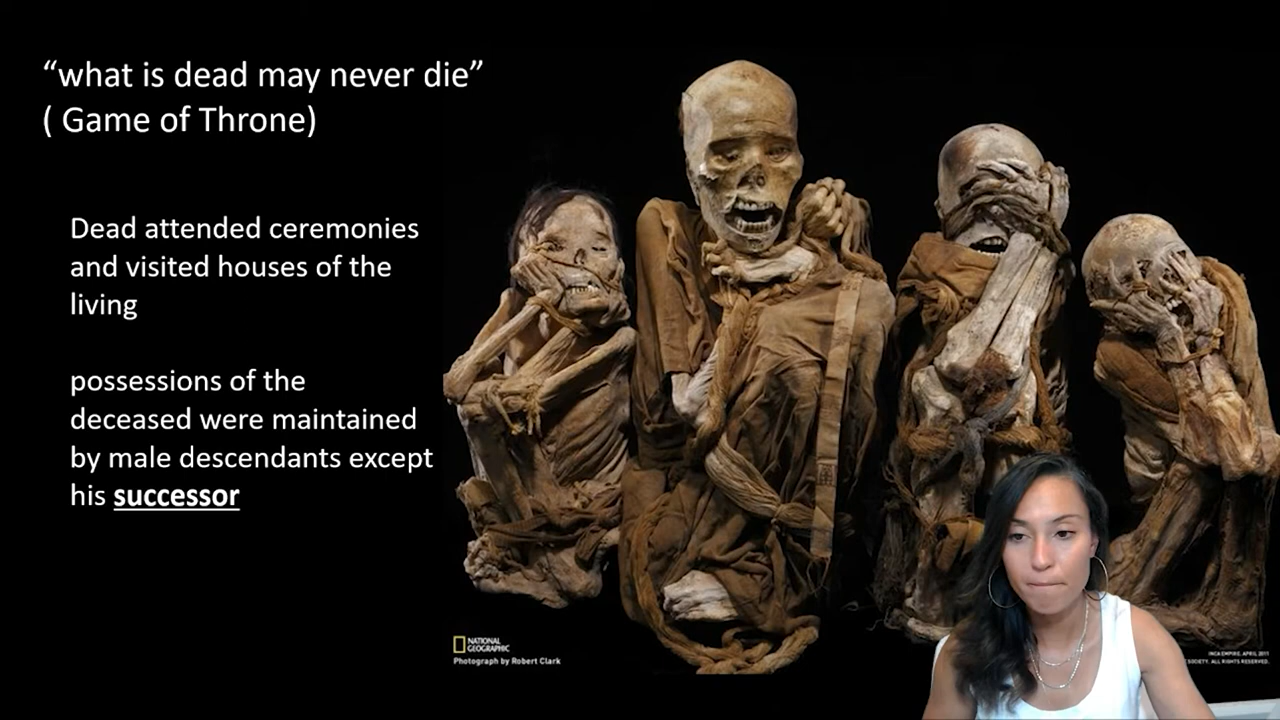 “what is dead may never die”
( Game of Throne)
Dead attended ceremonies
and visited houses of the
living
possessions of the
deceased were maintained
by male descendants except
his successor
NATIONAL
GEOGRAPHIC
Photograph by Robert Clark
INCA EMPIRE, APRIL 2011
SOCIETY. ALL RIGHTS RESERVED.